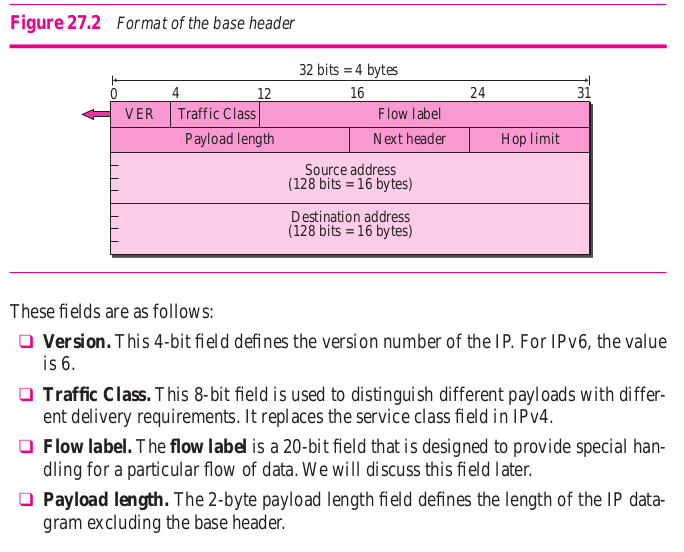 Figure 27.2 Format of the base header
32 bits = 4 bytes
0 4 12 16 24 31
VER Traffic Class Flow label
Payload length Next header Hop limit
Source address
(128 bits = 16 bytes)
Destination address
(128 bits = 16 bytes)
These fields are as follows:
❑ Version. This 4-bit field defines the version number of the IP. For IPv6, the value
is 6.
❑ Traffic Class. This 8-bit field is used to distinguish different payloads with differ-
ent delivery requirements. It replaces the service class field in IPv4.
❑ Flow label. The flow label is a 20-bit field that is designed to provide special han-
dling for a particular flow of data. We will discuss this field later.
❑ Payload length. The 2-byte payload length field defines the length of the IP data-
gram excluding the base header.